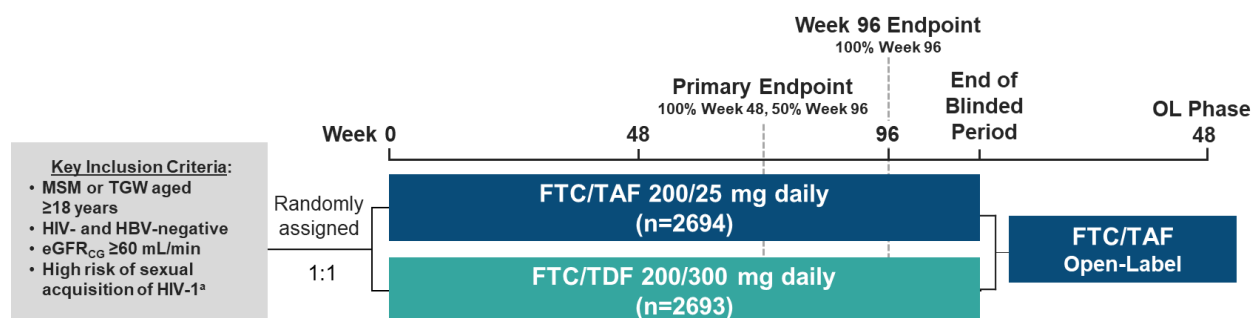 Week 96 Endpoint
100% Week 96
Primary Endpoint
100% Week 48, 50% Week 96
End of
Blinded
Period
OL Phase
Week 0
48
96
48
Key Inclusion Criteria:
• MSM or TGW aged
≥18 years
• HIV- and HBV-negative
• eGFRCG ≥60 mL/min
• High risk of sexual
acquisition of HIV-1ª
Randomly
assigned
1:1
FTC/TAF 200/25 mg daily
(n=2694)
FTC/TDF 200/300 mg daily
(n=2693)
FTC/TAF
Open-Label